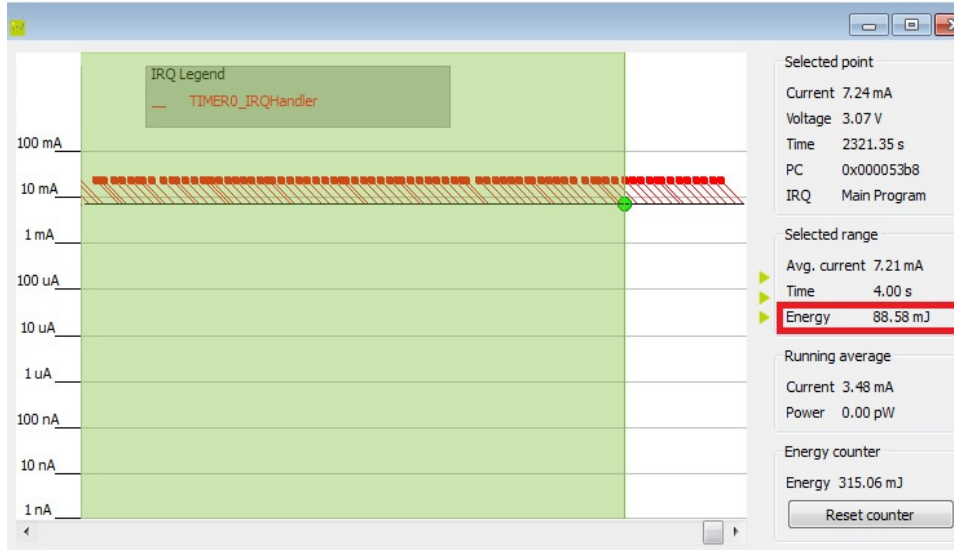 IRQ Legend
__ TIMER0_IRQHandler
100 mA
10 mA
1 mA
100 uA
10 uA
1 uA
100 nA
10 nA
1 nA
Selected point
Current 7.24 mA
Voltage 3.07 V
Time 2321.35 s
PC 0x000053b8
IRQ Main Program
Selected range
Avg. current 7.21 mA
Time 4.00 s
Energy 88.58 mJ
Running average
Current 3.48 mA
Power 0.00 pW
Energy counter
Energy 315.06 mJ
Reset counter